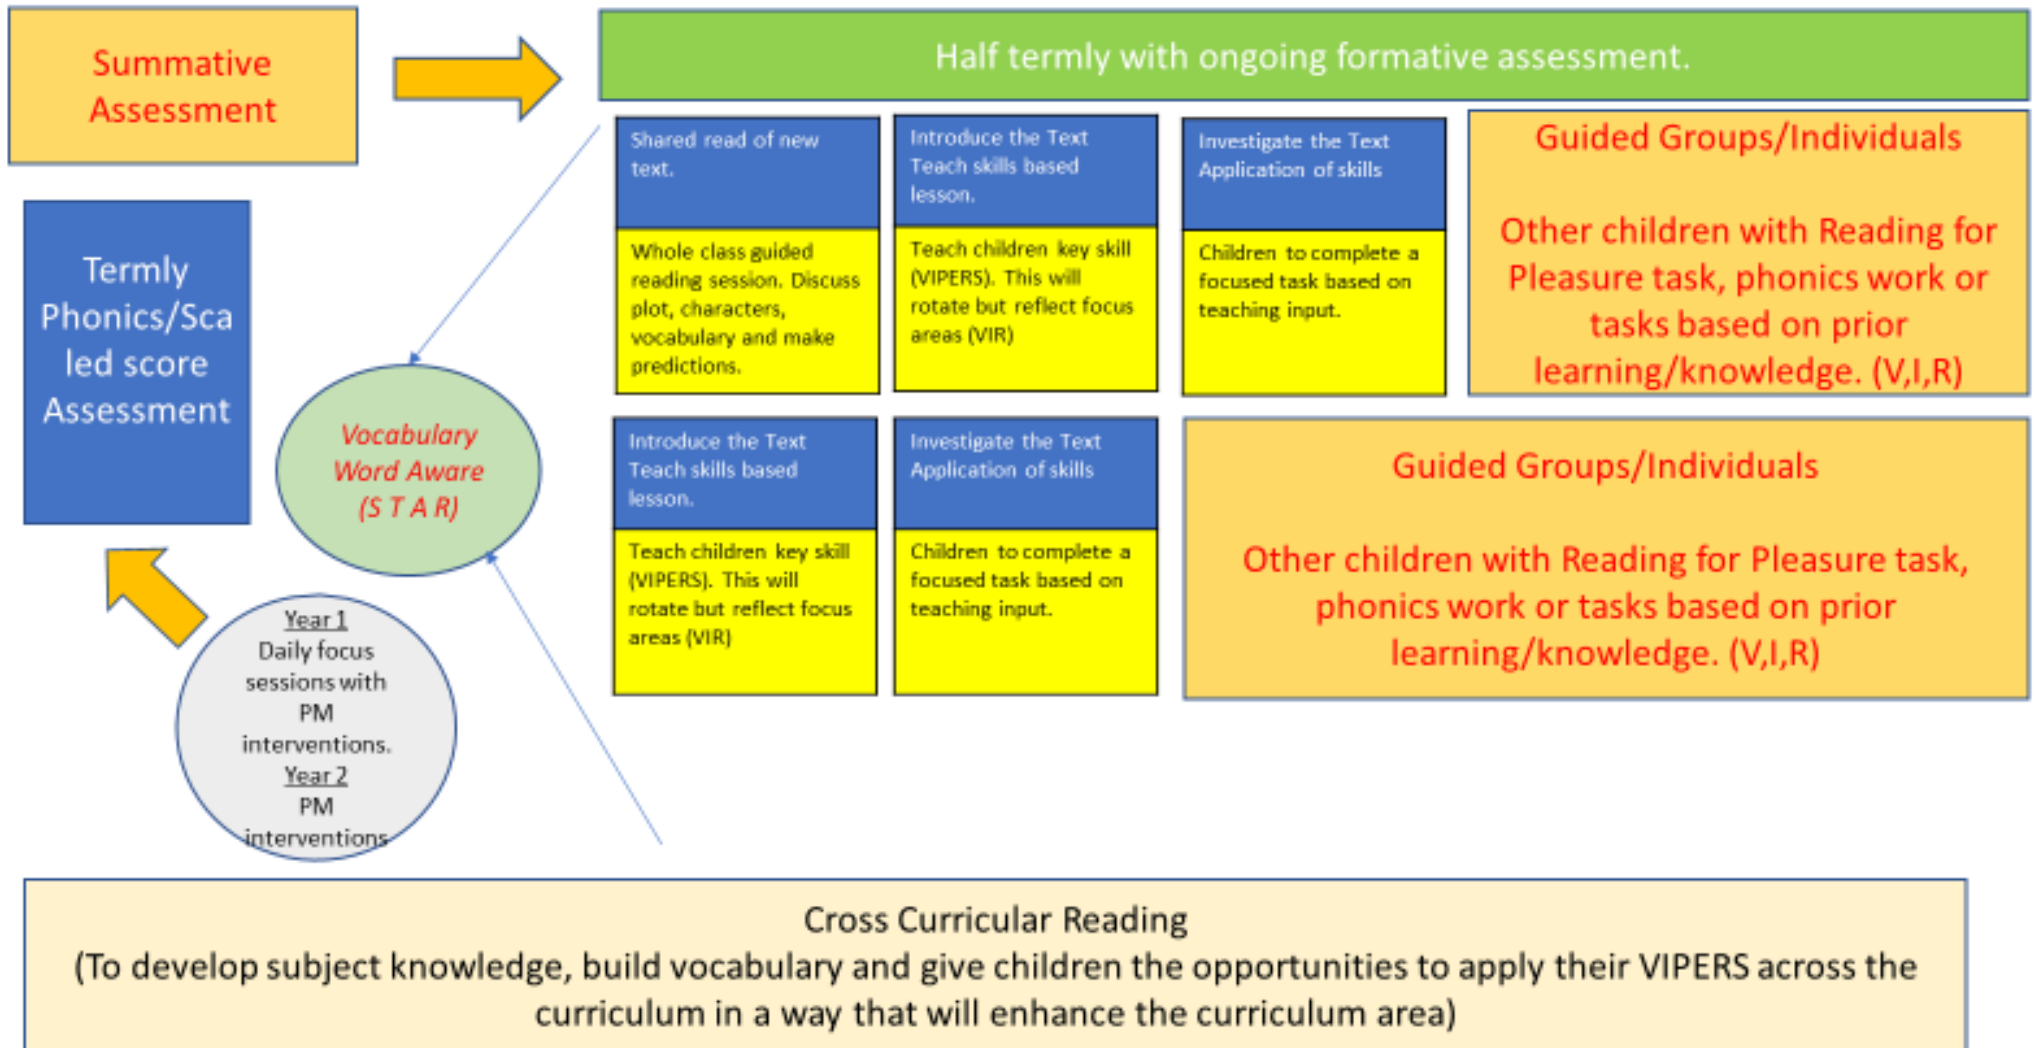 Summative
Assessment
Half termly with ongoing formative assessment.
Termly
Phonics/Sca
led score
Assessment
Shared read of new
text.
Whole class guided
reading session. Discuss
plot, characters,
vocabulary and make
predictions.
Introduce the Text
Teach skills based
lesson.
Teach children key skill
(VIPERS). This will
rotate but reflect focus
areas (VIR)
Investigate the Text
Application of skills
Children to complete a
focused task based on
teaching input.
Guided Groups/Individuals
Other children with Reading for
Pleasure task, phonics work or
tasks based on prior
learning/knowledge. (V,I,R)
Vocabulary
Word Aware
(S T A R)
Introduce the Text
Teach skills based
lesson.
Teach children key skill
(VIPERS). This will
rotate but reflect focus
areas (VIR)
Investigate the Text
Application of skills
Children to complete a
focused task based on
teaching input.
Guided Groups/Individuals
Other children with Reading for Pleasure task,
phonics work or tasks based on prior
learning/knowledge. (V,I,R)
Year 1
Daily focus
sessions with
PM
interventions.
Year 2
PM
interventions
Cross Curricular Reading
(To develop subject knowledge, build vocabulary and give children the opportunities to apply their VIPERS across the
curriculum in a way that will enhance the curriculum area)